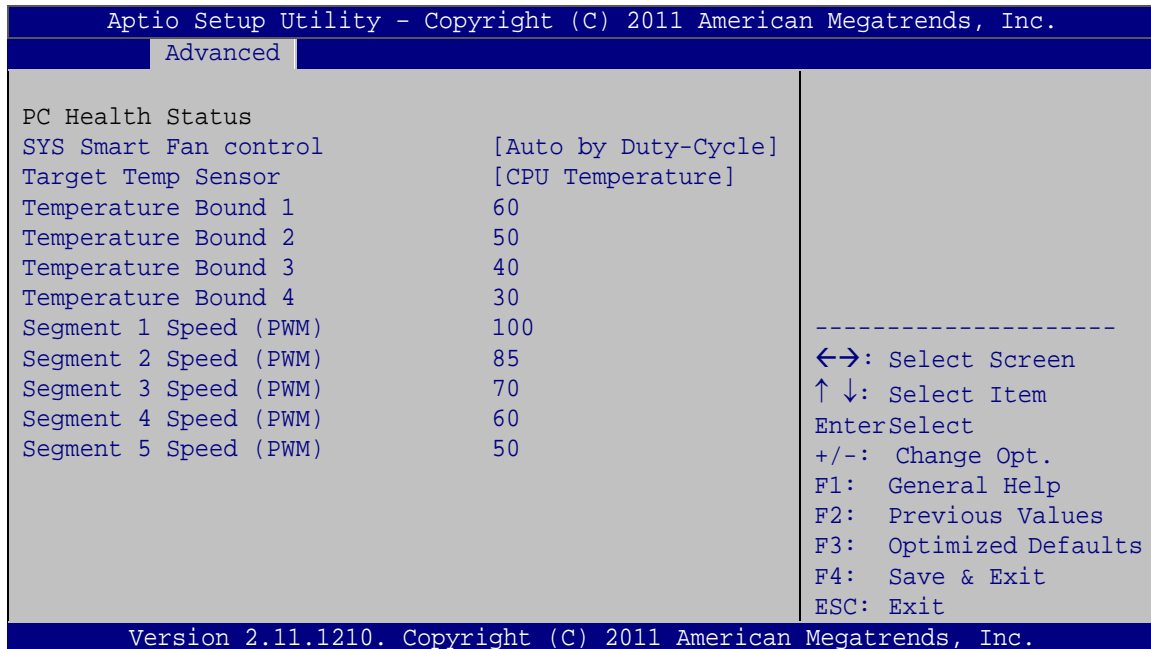 Aptio Setup Utility – Copyright (C) 2011 American Megatrends, Inc.
Advanced
PC Health Status
SYS Smart Fan control [Auto by Duty-Cycle]
Target Temp Sensor [CPU Temperature]
Temperature Bound 1 60
Temperature Bound 2 50
Temperature Bound 3 40
Temperature Bound 4 30
Segment 1 Speed (PWM) 100
Segment 2 Speed (PWM) 85
Segment 3 Speed (PWM) 70
Segment 4 Speed (PWM) 60
Segment 5 Speed (PWM) 50
---------------------
←→: Select Screen
↑ ↓: Select Item
EnterSelect
+/-: Change Opt.
F1: General Help
F2: Previous Values
F3: Optimized Defaults
F4: Save & Exit
ESC: Exit
Version 2.11.1210. Copyright (C) 2011 American Megatrends, Inc.